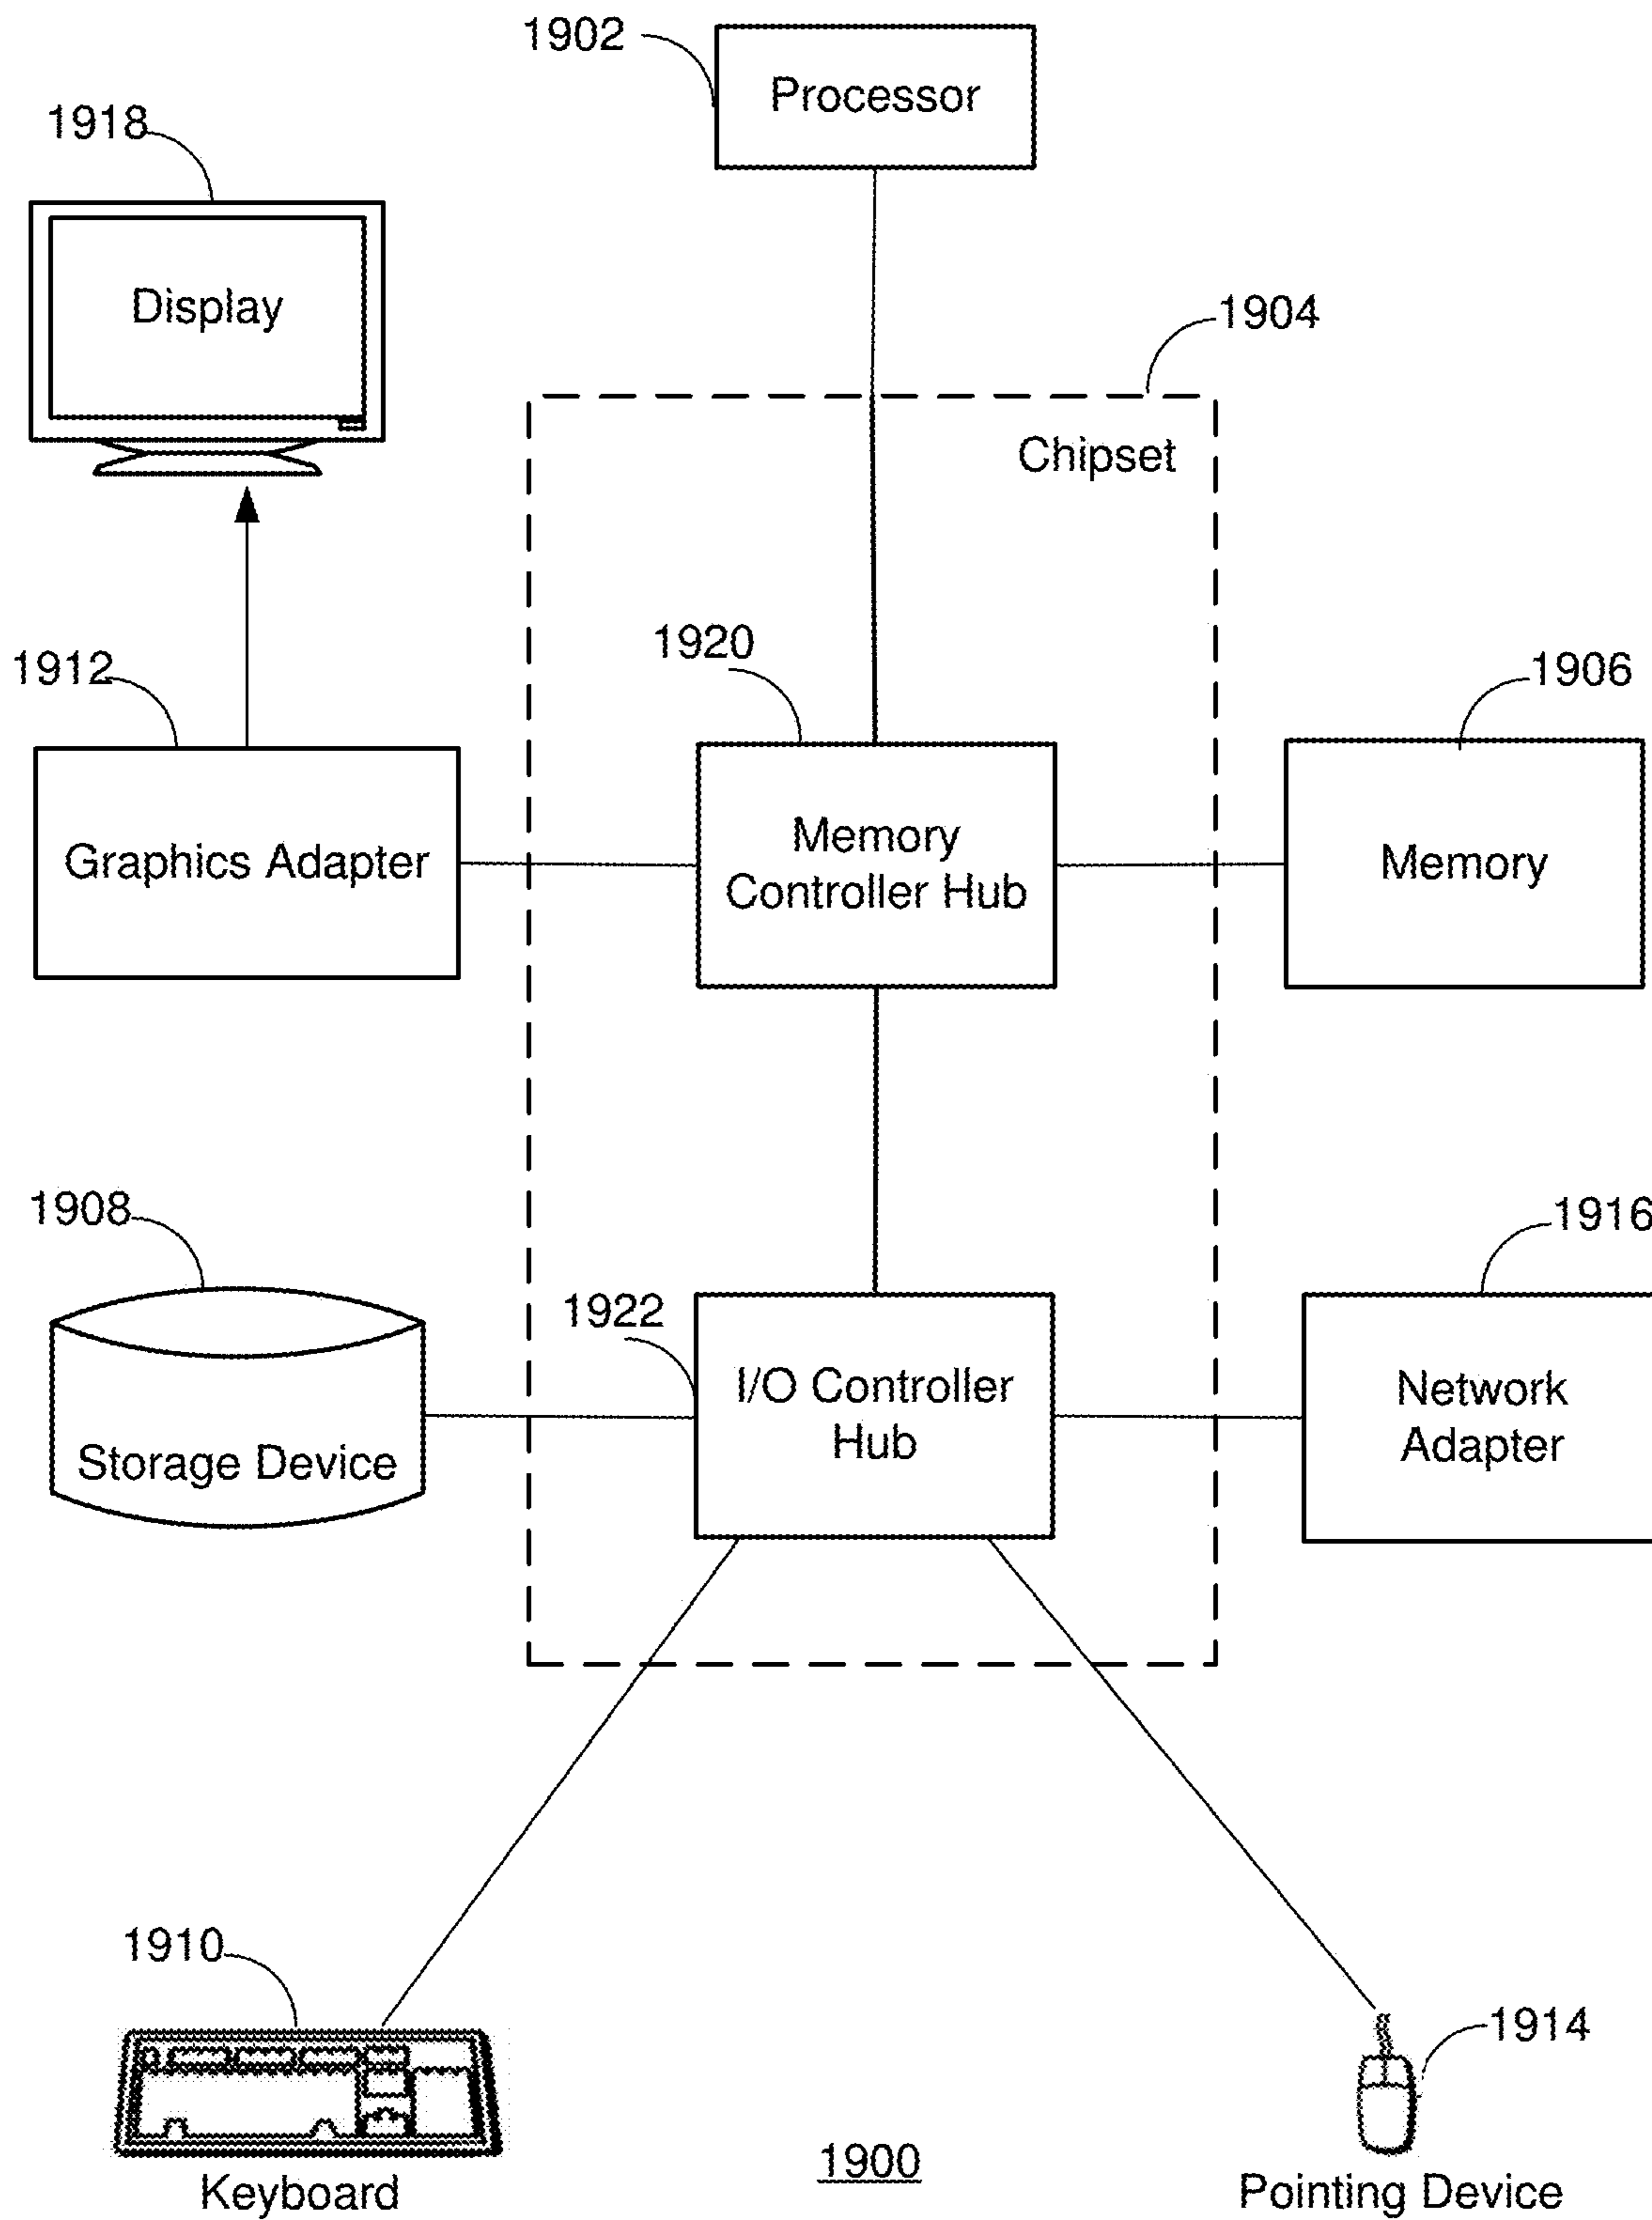 1902
Processor
1918
Display
1904
Chipset
1920
1912
1906
Graphics Adapter
Memory
Controller Hub
Memory
1908
1916
1922
Storage Device
I/O Controller
Hub
Network
Adapter
1910
1914
Keyboard
1900
Pointing Device